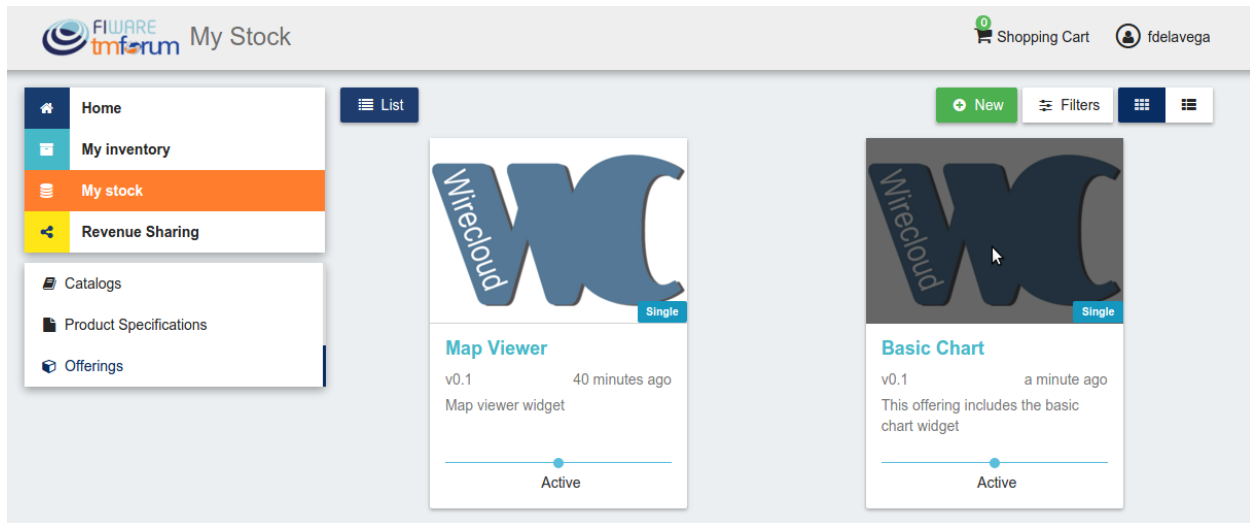 FIWARE
tmforum
My Stock
0
Shopping Cart
fdelavega
Home
My inventory
My stock
Revenue Sharing
Catalogs
Product Specifications
Offerings
List
New
Filters
Wirecloud
WC
Single
Map Viewer
v0.1 40 minutes ago
Map viewer widget
Active
Wirecloud
WC
Single
Basic Chart
v0.1 a minute ago
This offering includes the basic
chart widget
Active